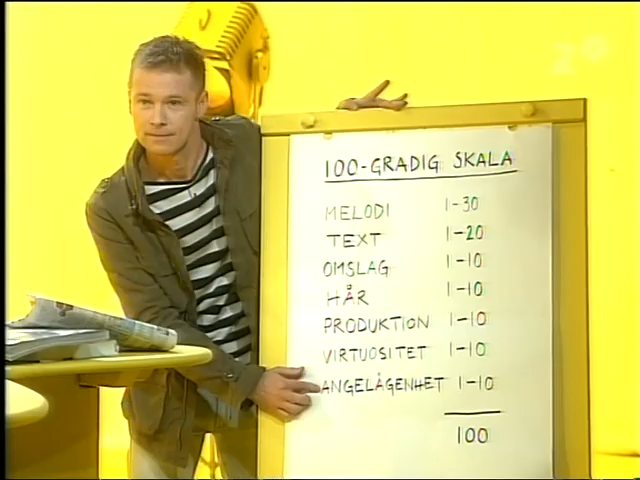 100-GRADIG SKALA
MELODI 1-30
TEXT 1-20
OMSLAG 1-10
HÅR 1-10
PRODUKTION 1-10
VIRTUOSITET 1-10
ANGELÄGENHET 1-10
100
2